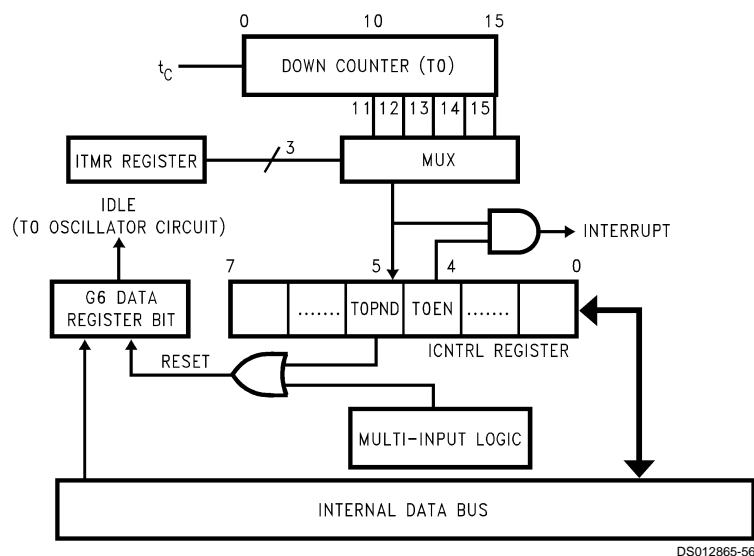 0 10 15
DOWN COUNTER (T0)
tC
11 12 13 14 15
ITMR REGISTER
3
MUX
IDLE
(TO OSCILLATOR CIRCUIT)
INTERRUPT
7 5 4 0
G6 DATA
REGISTER BIT
....... T0PND T0EN .......
ICNTRL REGISTER
RESET
MULTI-INPUT LOGIC
INTERNAL DATA BUS
DS012865-56